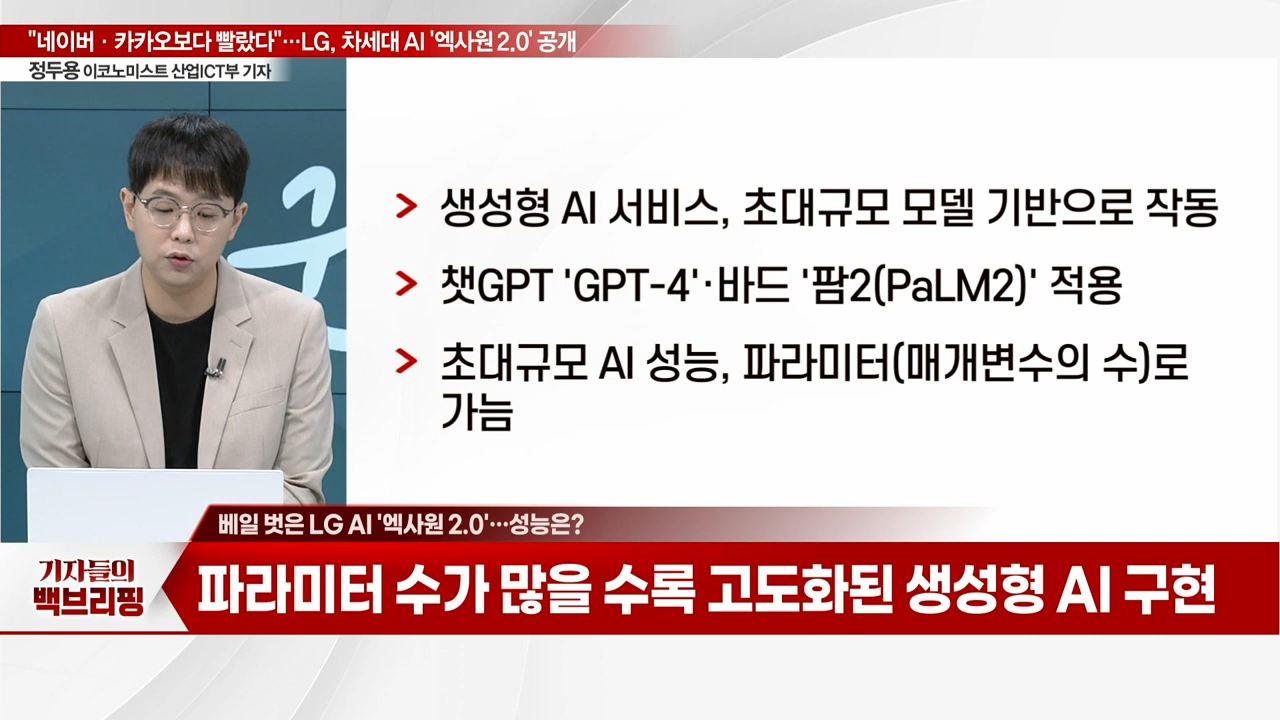 "네이버·카카오보다 빨랐다"…LG, 차세대 AI '엑사원 2.0' 공개
정두용 이코노미스트 산업ICT부 기자
생성형 AI 서비스, 초대규모 모델 기반으로 작동
챗GPT 'GPT-4'·바드 '팜2(PaLM2)' 적용
초대규모 AI 성능, 파라미터(매개변수의 수)로
가늠
베일 벗은 LG AI '엑사원 2.0'…성능은?
기자들의
백브리핑
파라미터 수가 많을 수록 고도화된 생성형 AI 구현